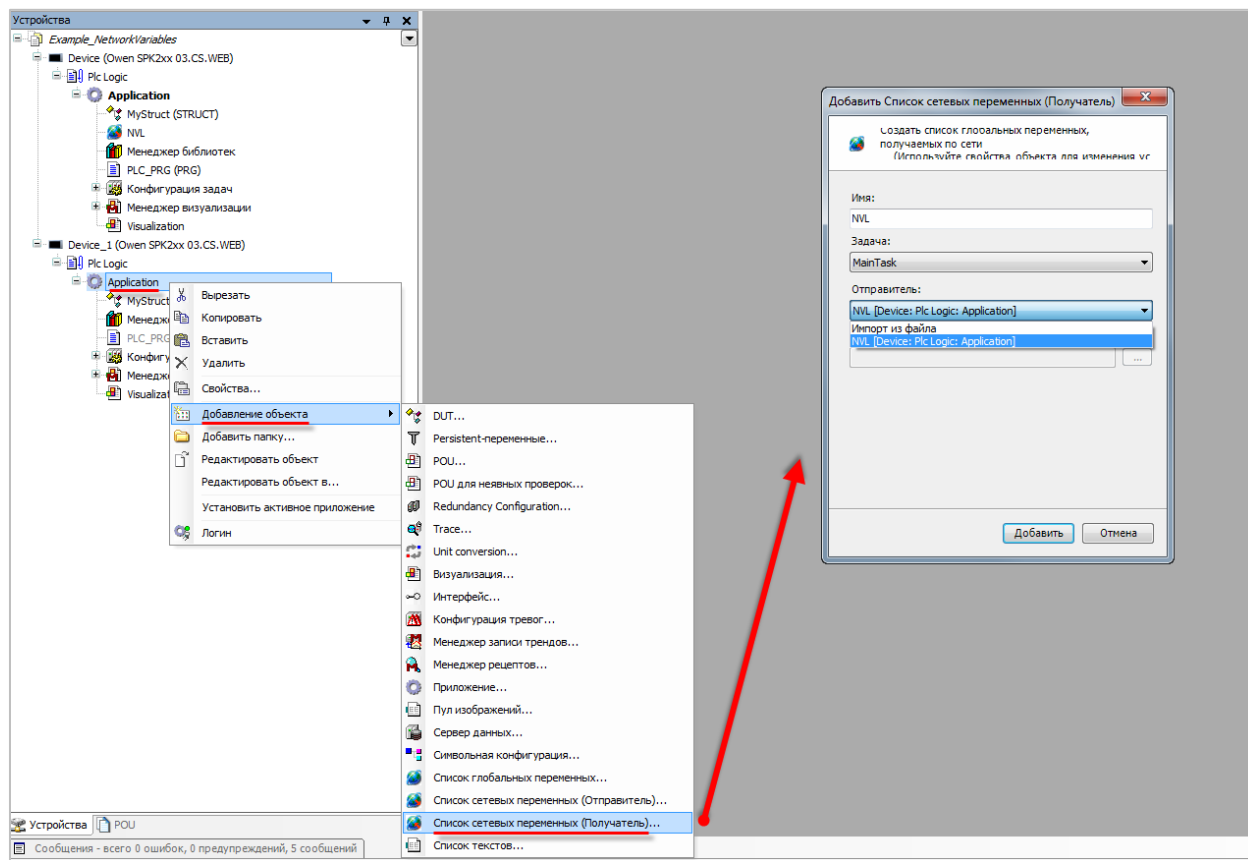 Устройства
Example_NetworkVariables
Device (Owen SPK2xx 03.CS.WEB)
Plc Logic
Application
MyStruct (STRUCT)
NVL
Менеджер библиотек
PLC_PRG (PRG)
Конфигурация задач
Менеджер визуализации
Visualization
Device_1 (Owen SPK2xx 03.CS.WEB)
Plc Logic
Application
MyStruct
Менедж
PLC_PRG
Конфигу
Менедж
Visualizat
Вырезать
Копировать
Вставить
Удалить
Свойства...
Добавление объекта
Добавить папку...
Редактировать объект
Редактировать объект в...
Установить активное приложение
Логин
DUT...
Persistent-переменные...
POU...
POU для неявных проверок...
Redundancy Configuration...
Trace...
Unit conversion...
Визуализация...
Интерфейс...
Конфигурация тревог...
Менеджер записи трендов...
Менеджер рецептов...
Приложение...
Пул изображений...
Сервер данных...
Символьная конфигурация...
Список глобальных переменных...
Список сетевых переменных (Отправитель)...
Список сетевых переменных (Получатель)...
Список текстов...
Добавить Список сетевых переменных (Получатель)
Создать список глобальных переменных,
получаемых по сети
(Используйте свойства объекта для изменения ус
Имя:
NVL
Задача:
MainTask
Отправитель:
NVL [Device: Plc Logic: Application]
Импорт из файла
NVL [Device: Plc Logic: Application]
...
Добавить
Отмена
Устройства
POU
Сообщения - всего 0 ошибок, 0 предупреждений, 5 сообщений